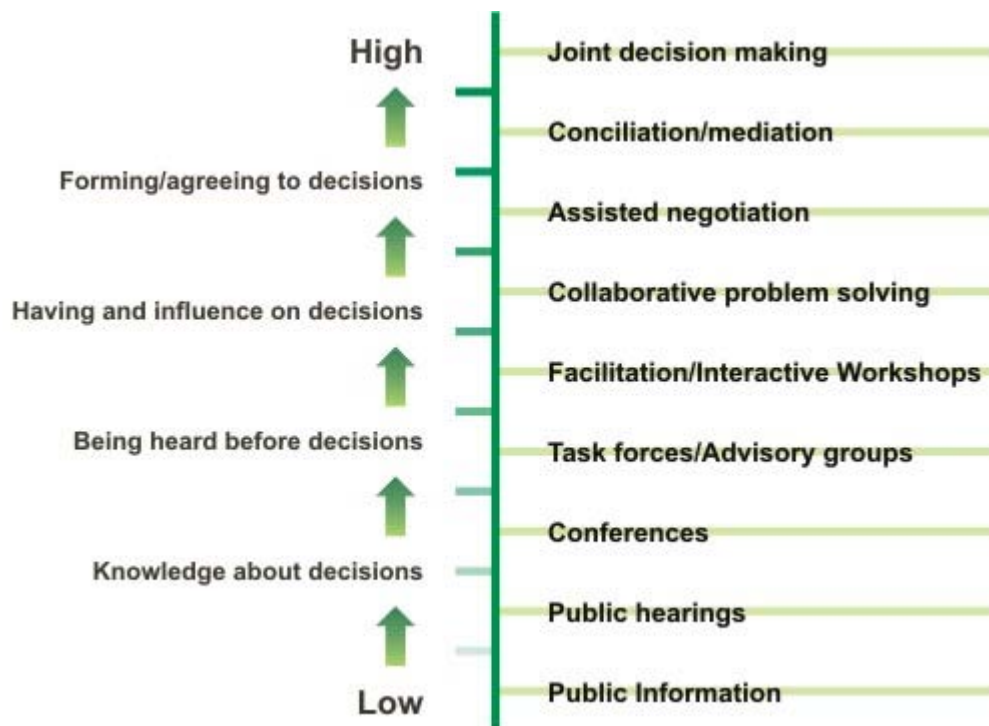 High
Forming/agreeing to decisions
Having and influence on decisions
Being heard before decisions
Knowledge about decisions
Low
Joint decision making
Conciliation/mediation
Assisted negotiation
Collaborative problem solving
Facilitation/Interactive Workshops
Task forces/Advisory groups
Conferences
Public hearings
Public Information